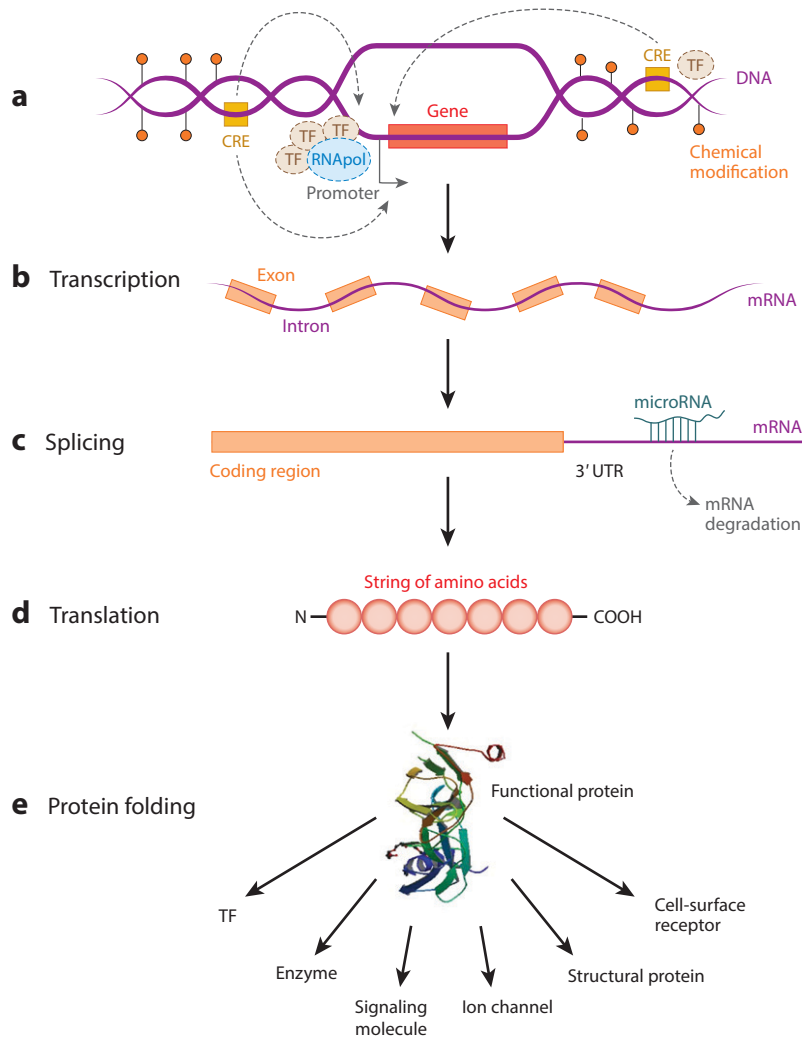 a
CRE
TF
DNA
CRE
TF
TF
TF
RNApol
Gene
Promoter
Chemical
modification
b Transcription
Exon
Intron
mRNA
c Splicing
microRNA
mRNA
Coding region
3′ UTR
mRNA
degradation
d Translation
String of amino acids
N
COOH
e Protein folding
Functional protein
TF
Enzyme
Signaling
molecule
Ion channel
Structural protein
Cell-surface
receptor